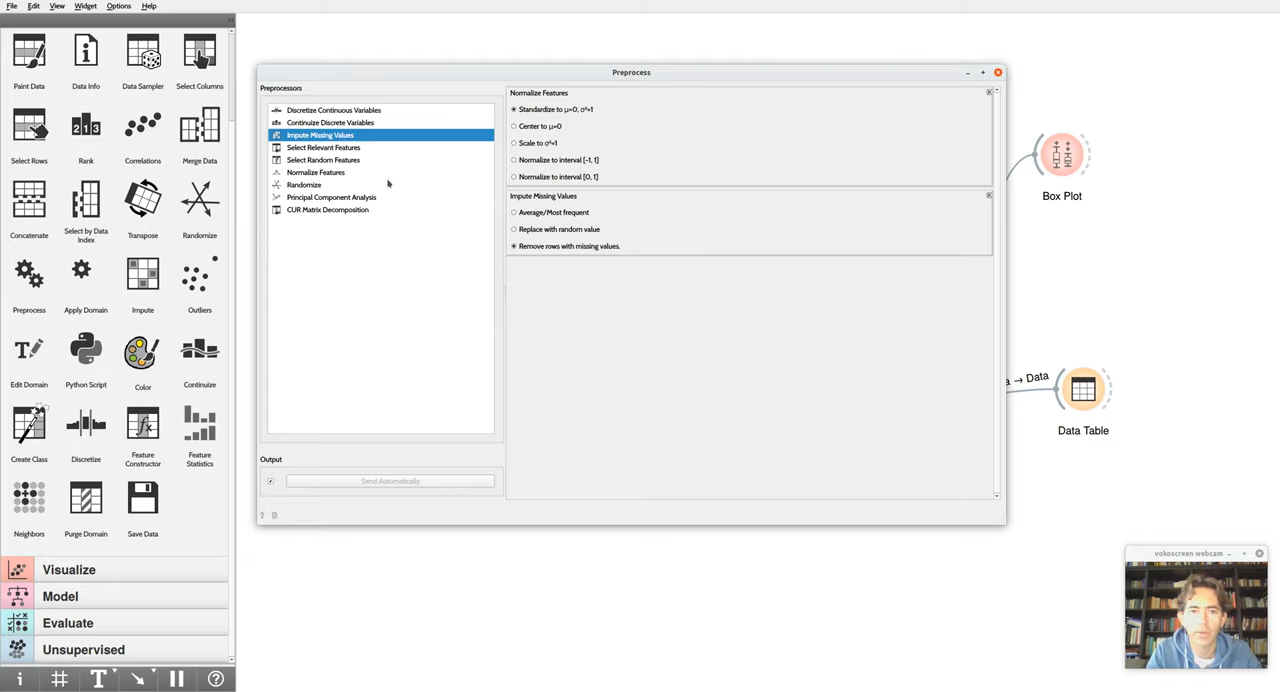 File Edit View Widget Options Help
Paint Data Data Info Data Sampler Select Columns
Select Rows Rank Correlations Merge Data
Concatenate Select by Data Index Transpose Randomize
Preprocess Apply Domain Impute Outliers
Edit Domain Python Script Color Continuize
Create Class Discretize Feature Constructor Feature Statistics
Neighbors Purge Domain Save Data
Visualize
Model
Evaluate
Unsupervised
Preprocess
Preprocessors
Discretize Continuous Variables
Continuize Discrete Variables
Impute Missing Values
Select Relevant Features
Select Random Features
Normalize Features
Randomize
Principal Component Analysis
CUR Matrix Decomposition
Output
Send Automatically
Normalize Features
Standardize to μ=0, σ²=1
Center to μ=0
Scale to σ²=1
Normalize to interval [-1, 1]
Normalize to interval [0, 1]
Impute Missing Values
Average/Most frequent
Replace with random value
Remove rows with missing values.
Box Plot
a → Data
Data Table
vokoscreen webcam